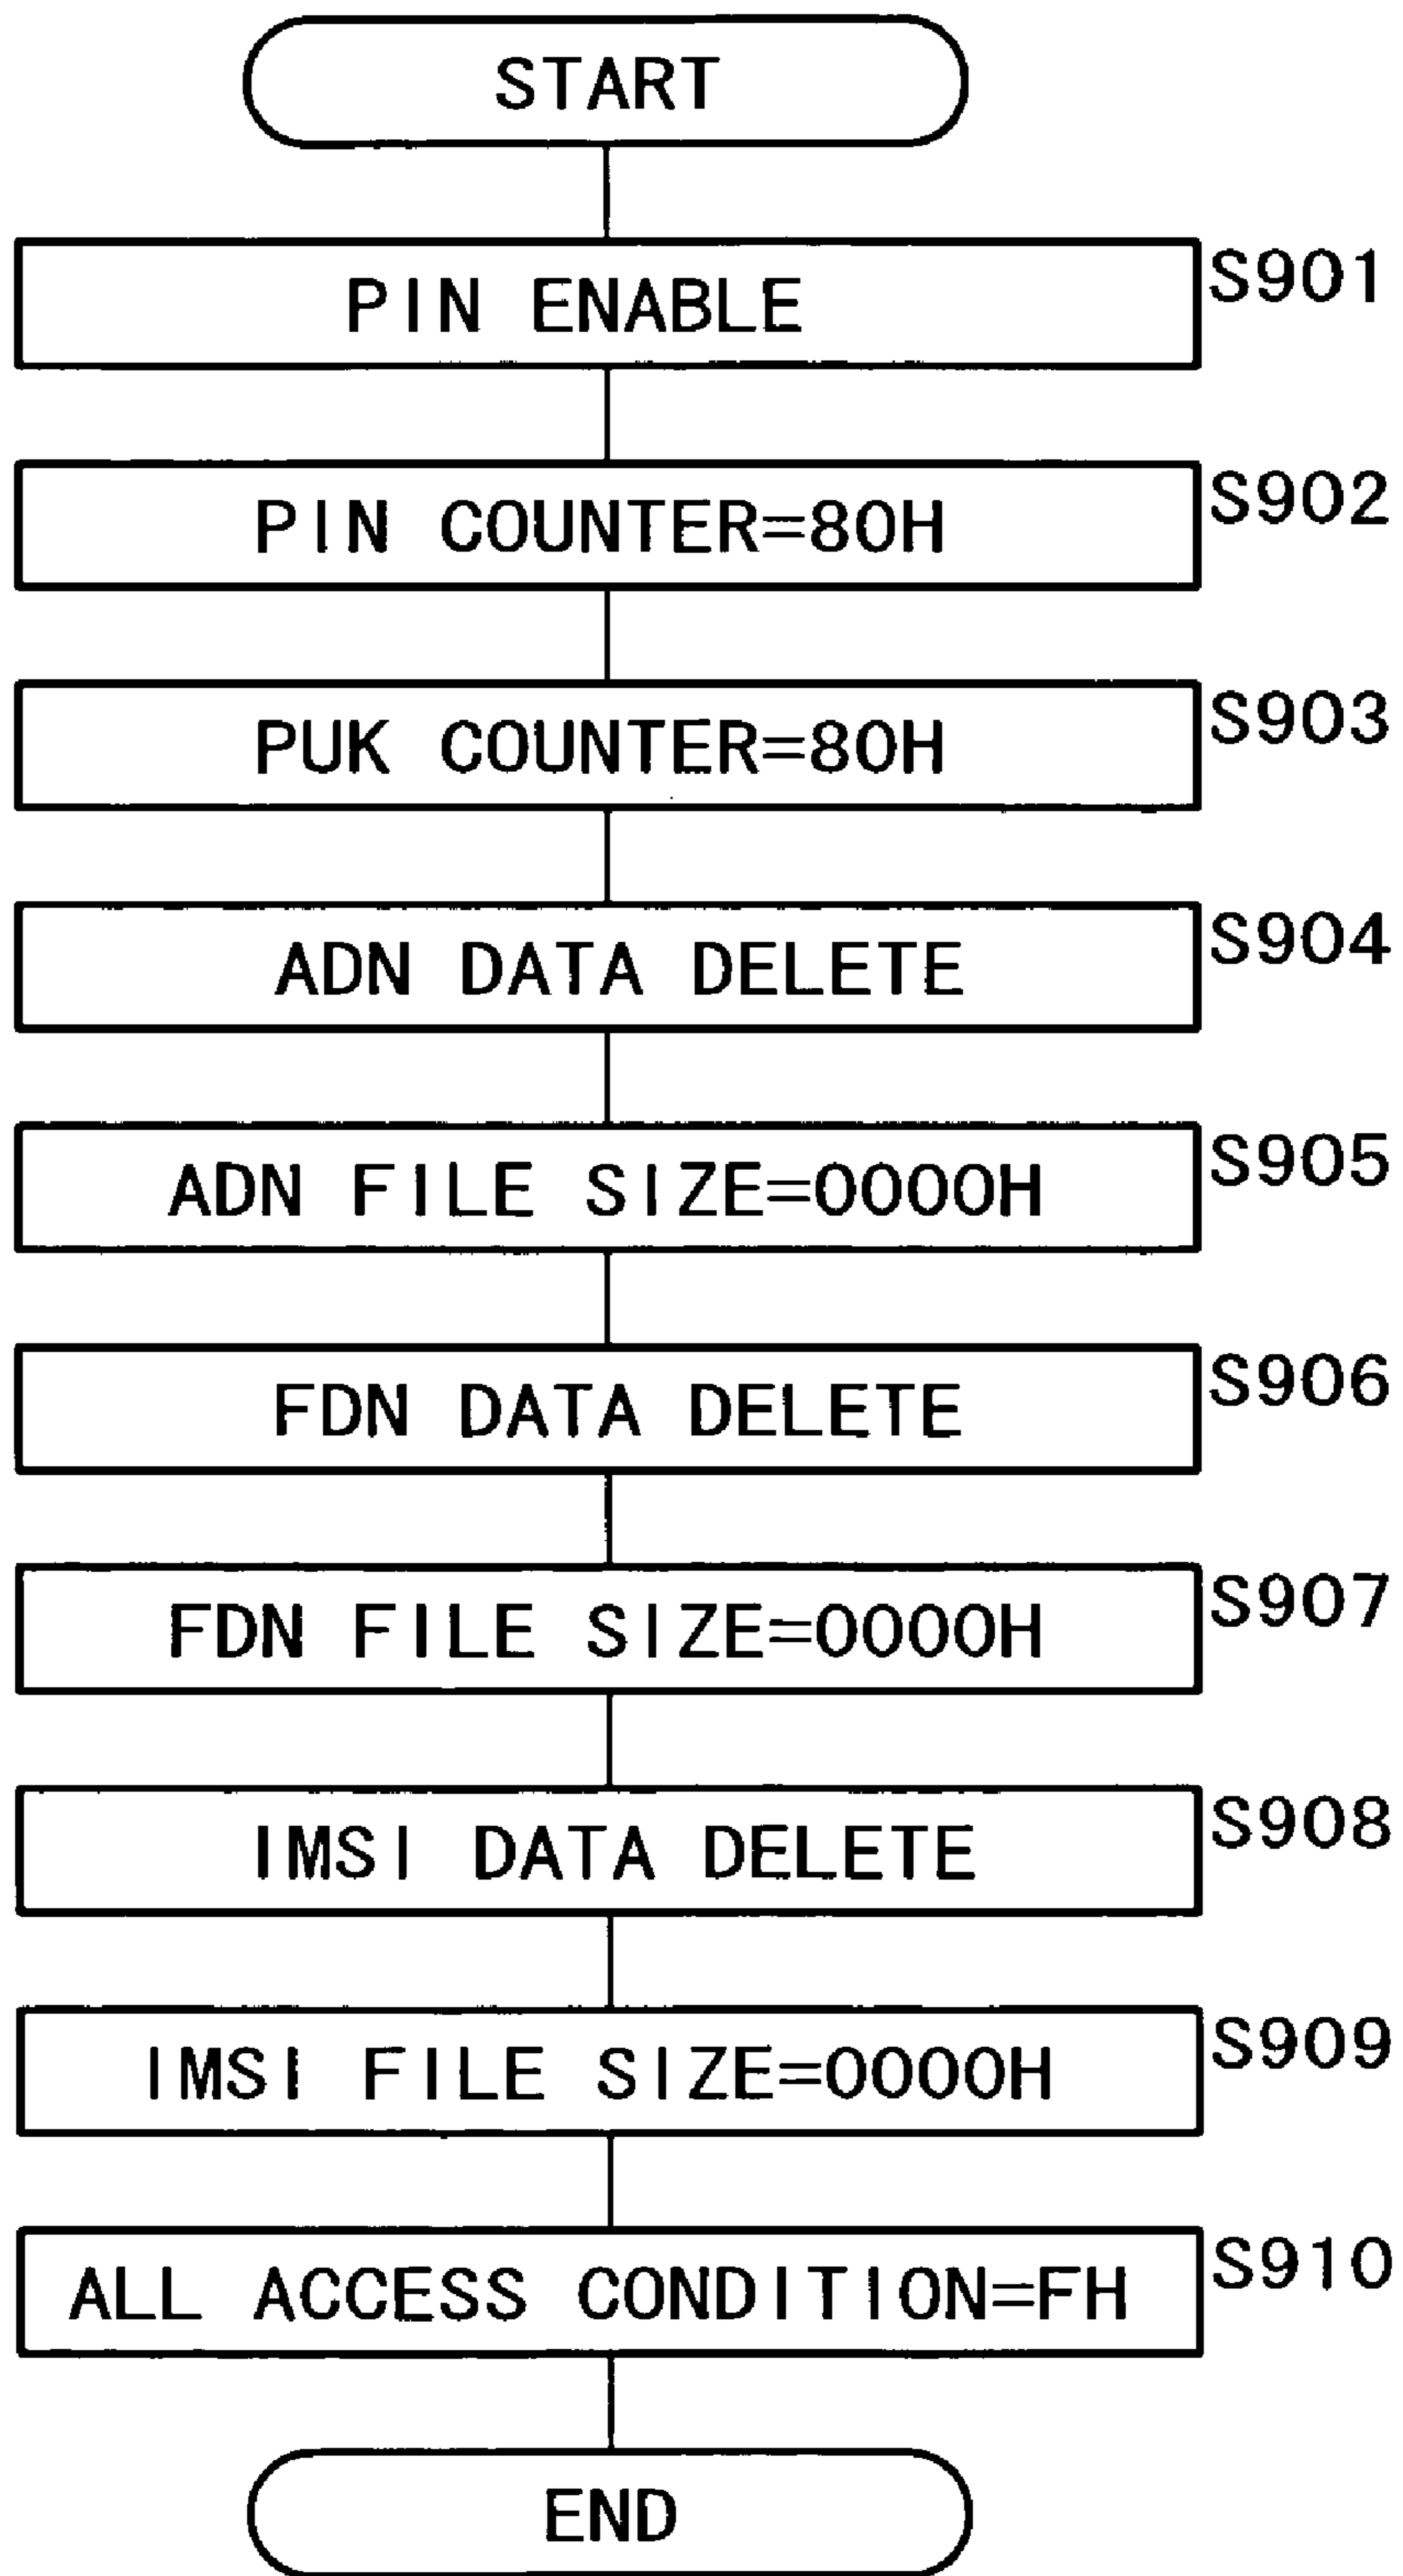 START
PIN ENABLE S901
PIN COUNTER=80H S902
PUK COUNTER=80H S903
ADN DATA DELETE S904
ADN FILE SIZE=0000H S905
FDN DATA DELETE S906
FDN FILE SIZE=0000H S907
IMSI DATA DELETE S908
IMSI FILE SIZE=0000H S909
ALL ACCESS CONDITION=FH S910
END